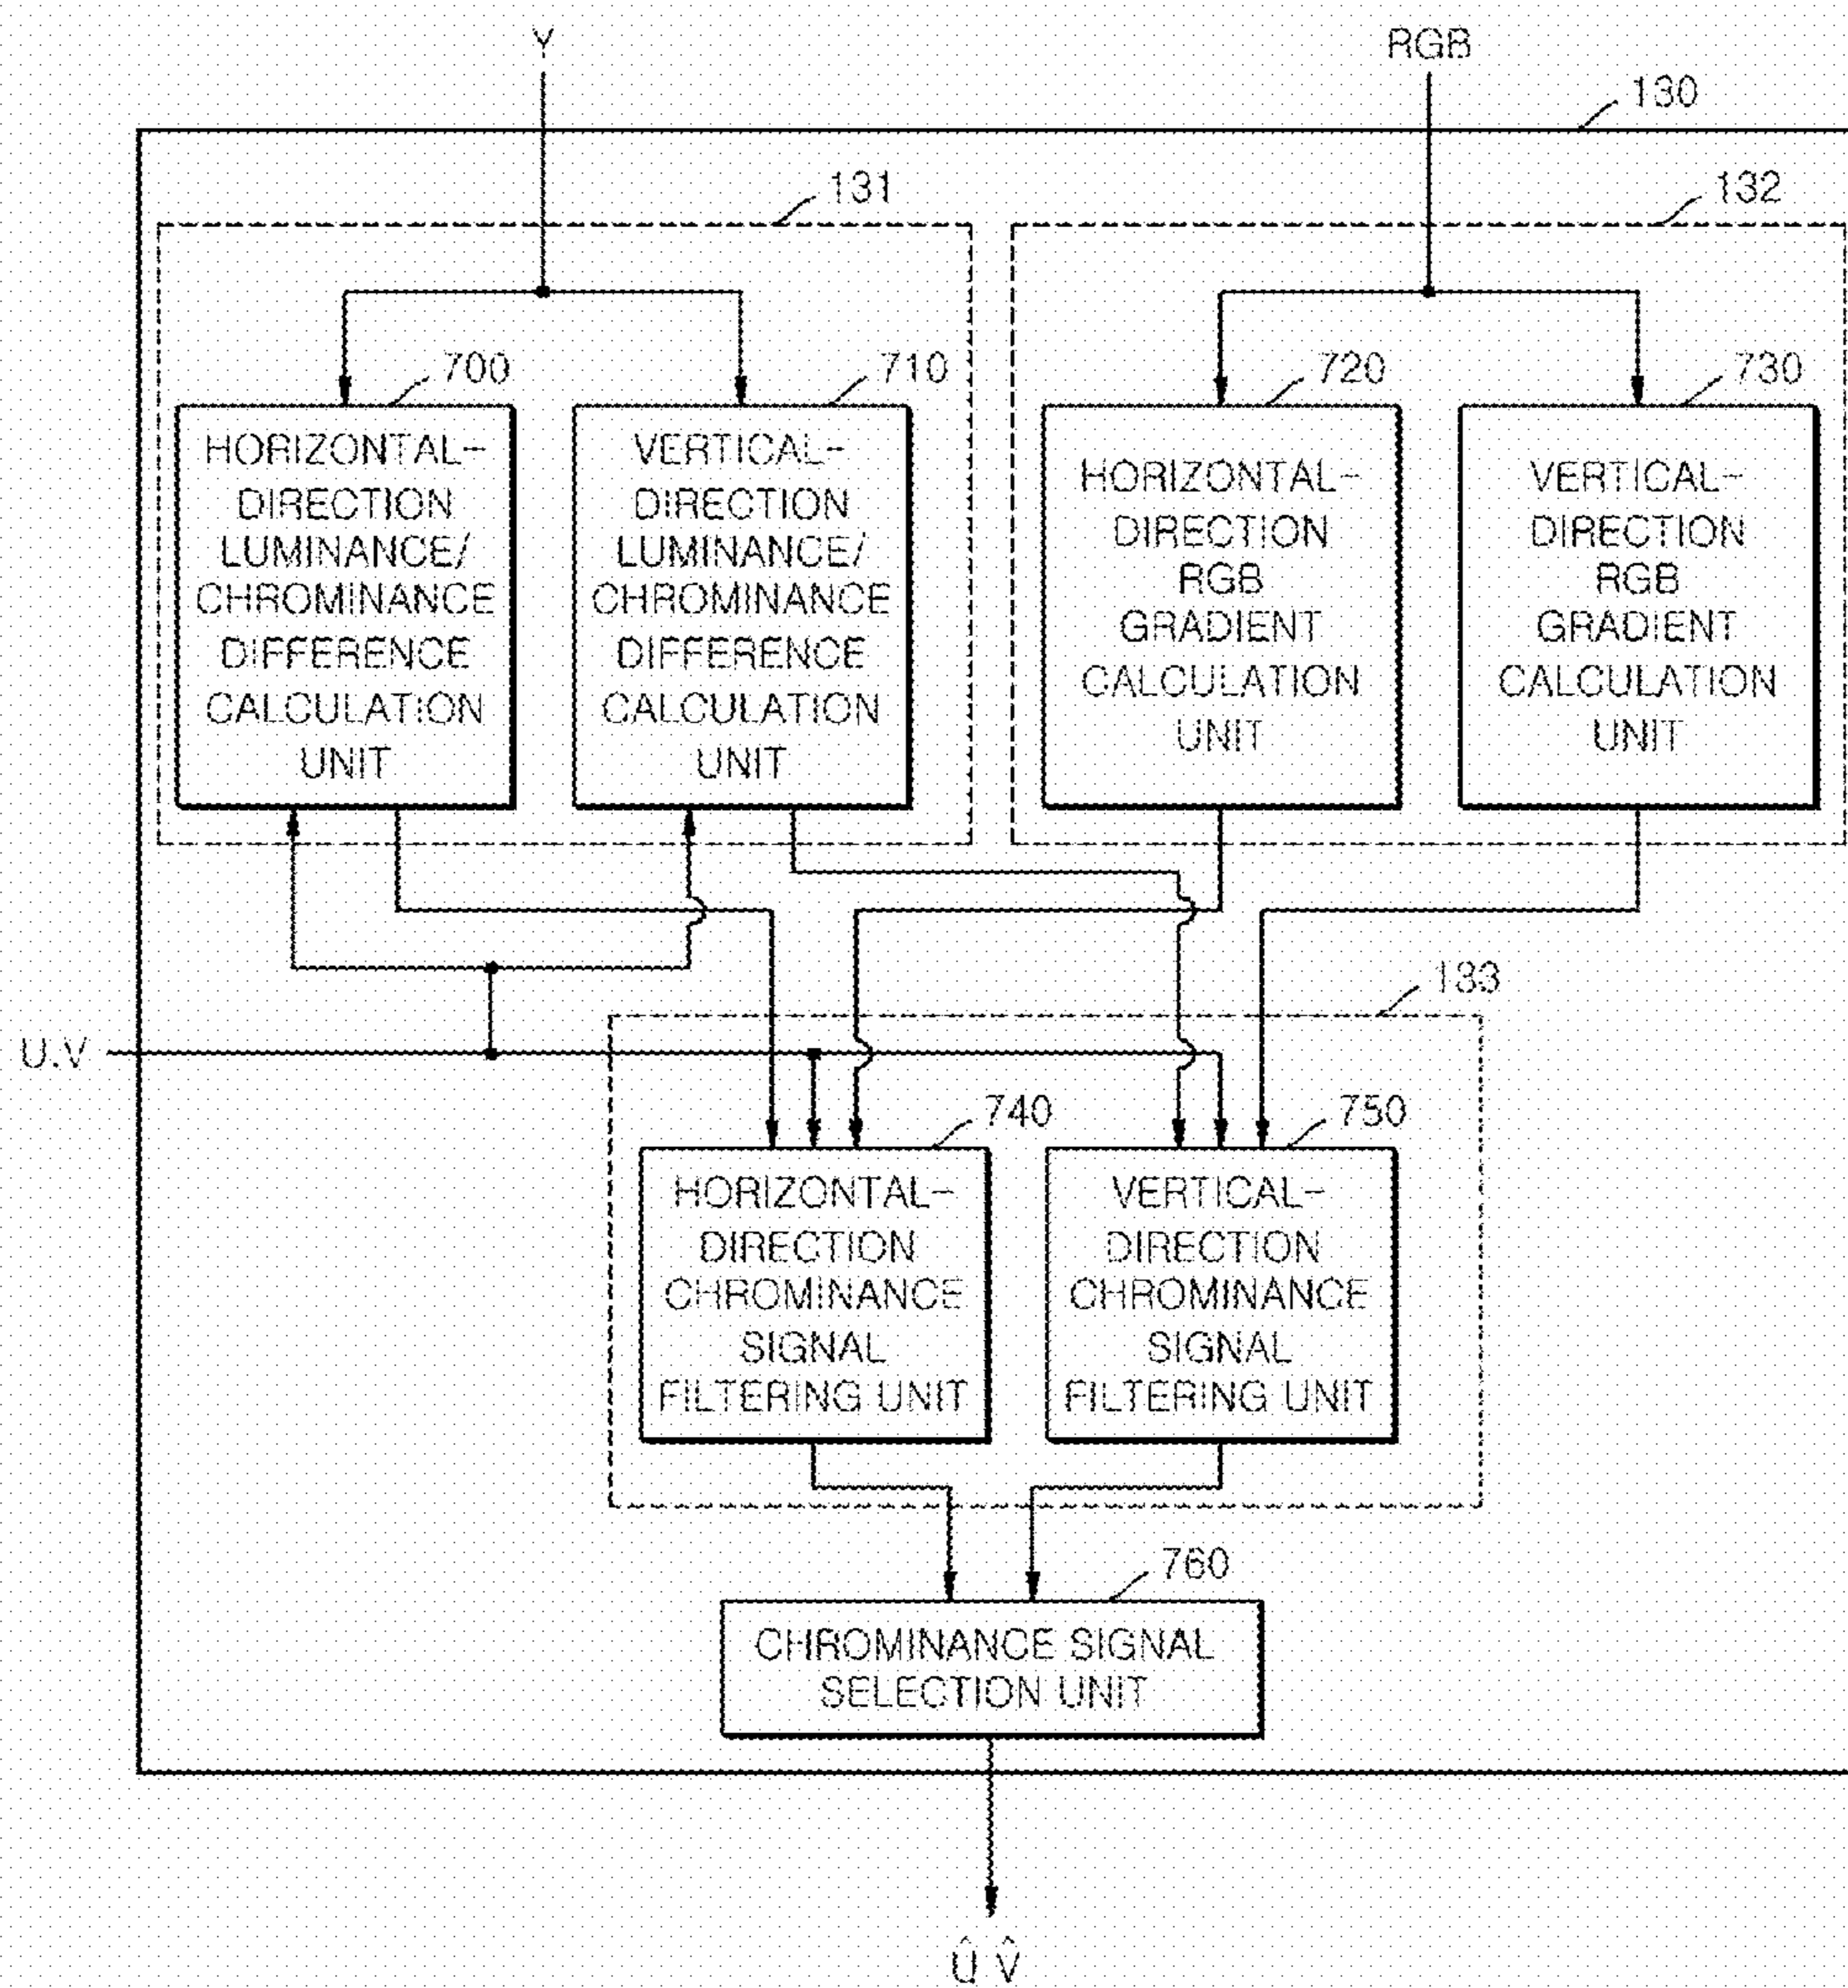 Y
RGB
130
131
132
700
710
720
730
HORIZONTAL-
DIRECTION
LUMINANCE/
CHROMINANCE
DIFFERENCE
CALCULATION
UNIT
VERTICAL-
DIRECTION
LUMINANCE/
CHROMINANCE
DIFFERENCE
CALCULATION
UNIT
HORIZONTAL-
DIRECTION
RGB
GRADIENT
CALCULATION
UNIT
VERTICAL-
DIRECTION
RGB
GRADIENT
CALCULATION
UNIT
133
U.V
740
750
HORIZONTAL-
DIRECTION
CHROMINANCE
SIGNAL
FILTERING UNIT
VERTICAL-
DIRECTION
CHROMINANCE
SIGNAL
FILTERING UNIT
760
CHROMINANCE SIGNAL
SELECTION UNIT
Û V̂